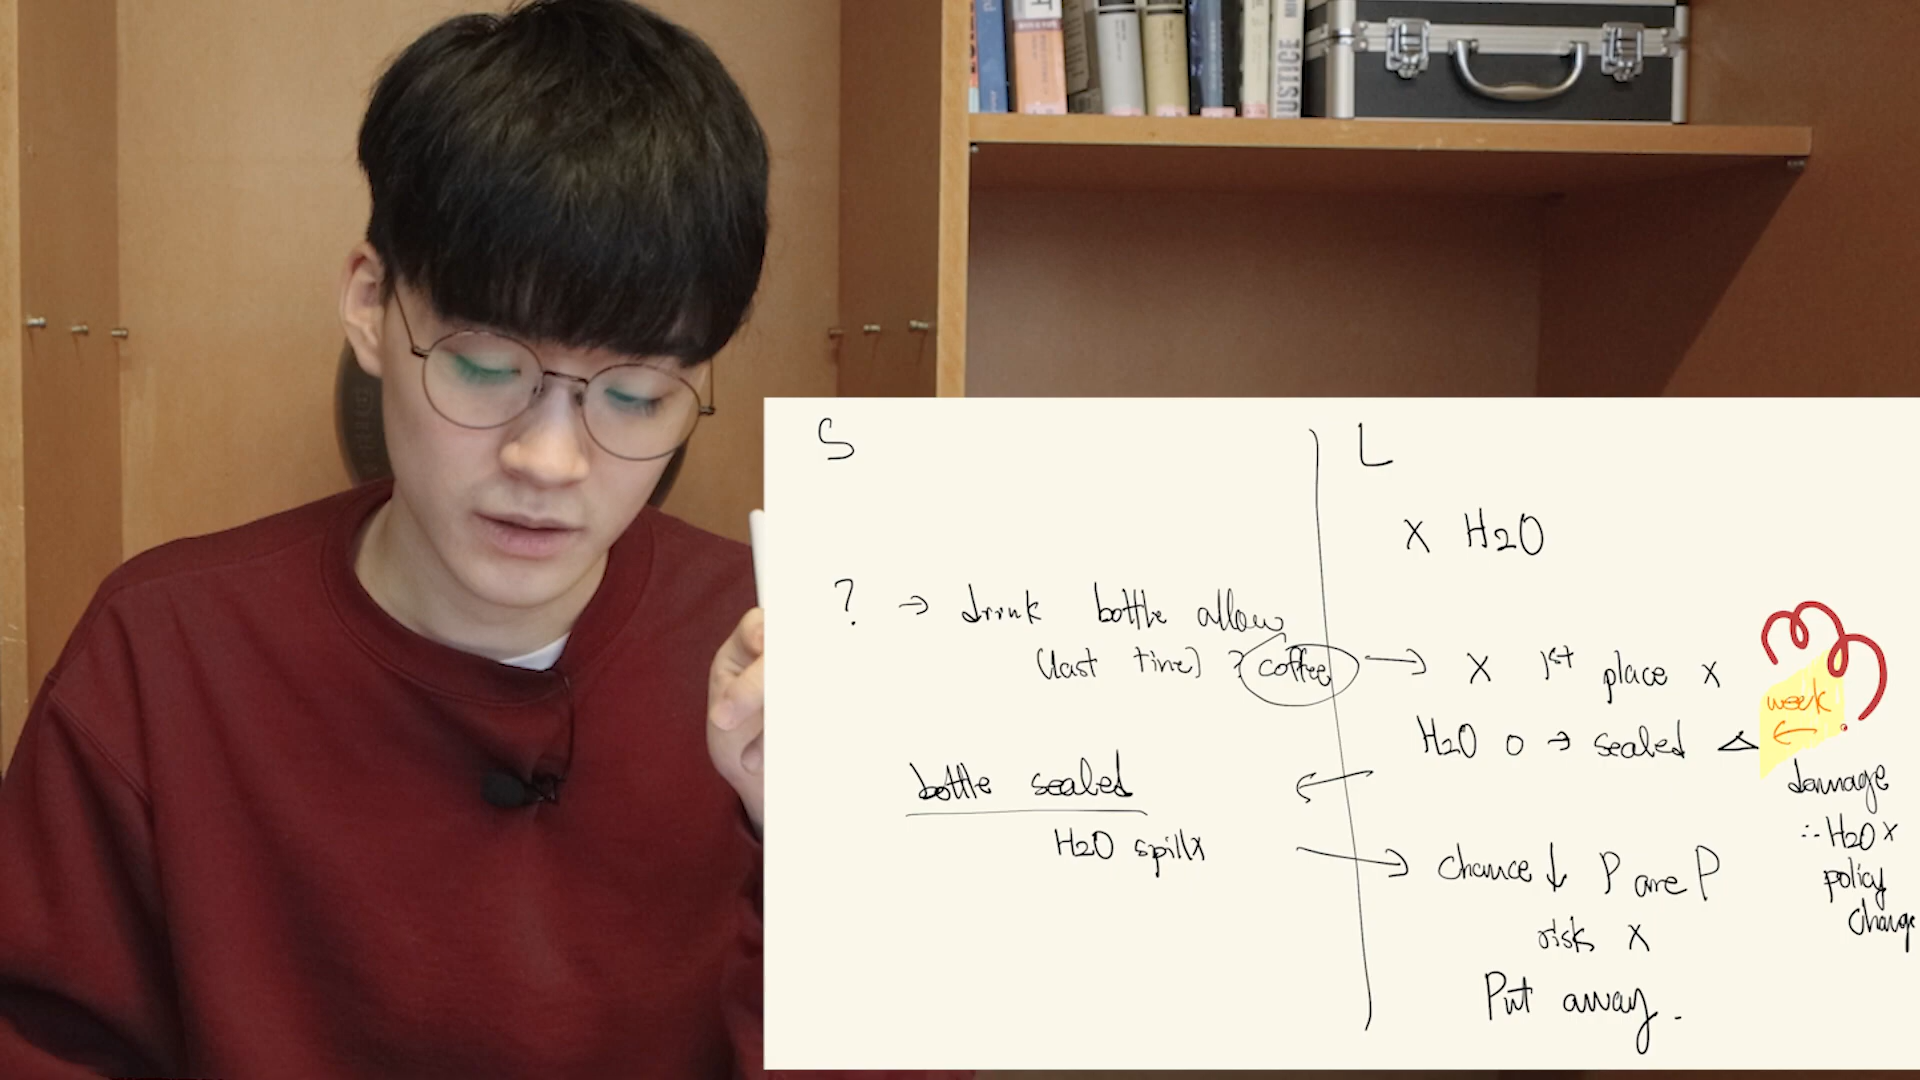 S
L
X H2O
? → drink bottle allow
(last time) ? coffee → X 1st place X
week
←
H2O O → sealed △
bottle sealed ←
damage
H2O spill X
∴ H2O X
→ chance ↓ P are P
policy
change
risk X
Put away.
USTICE